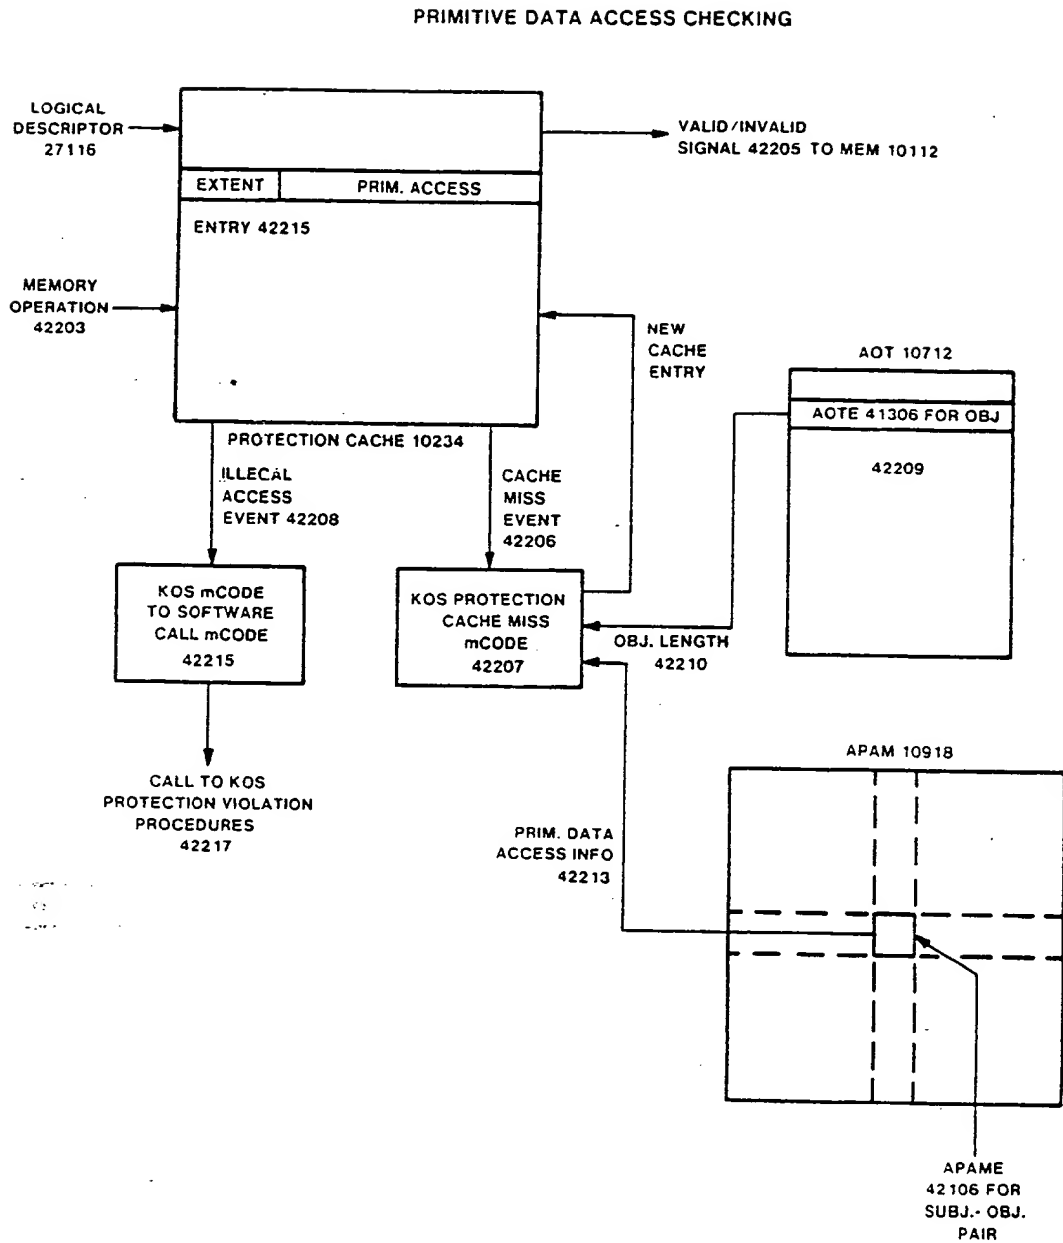 PRIMITIVE DATA ACCESS CHECKING
LOGICAL
DESCRIPTOR
27116
VALID/INVALID
SIGNAL 42205 TO MEM 10112
EXTENT
PRIM. ACCESS
ENTRY 42215
MEMORY
OPERATION
42203
NEW
CACHE
ENTRY
AOT 10712
AOTE 41306 FOR OBJ
42209
PROTECTION CACHE 10234
ILLECAL
ACCESS
EVENT 42208
CACHE
MISS
EVENT
42206
KOS mCODE
TO SOFTWARE
CALL mCODE
42215
KOS PROTECTION
CACHE MISS
mCODE
42207
OBJ. LENGTH
42210
CALL TO KOS
PROTECTION VIOLATION
PROCEDURES
42217
APAM 10918
PRIM. DATA
ACCESS INFO
42213
APAME
42106 FOR
SUBJ.- OBJ.
PAIR